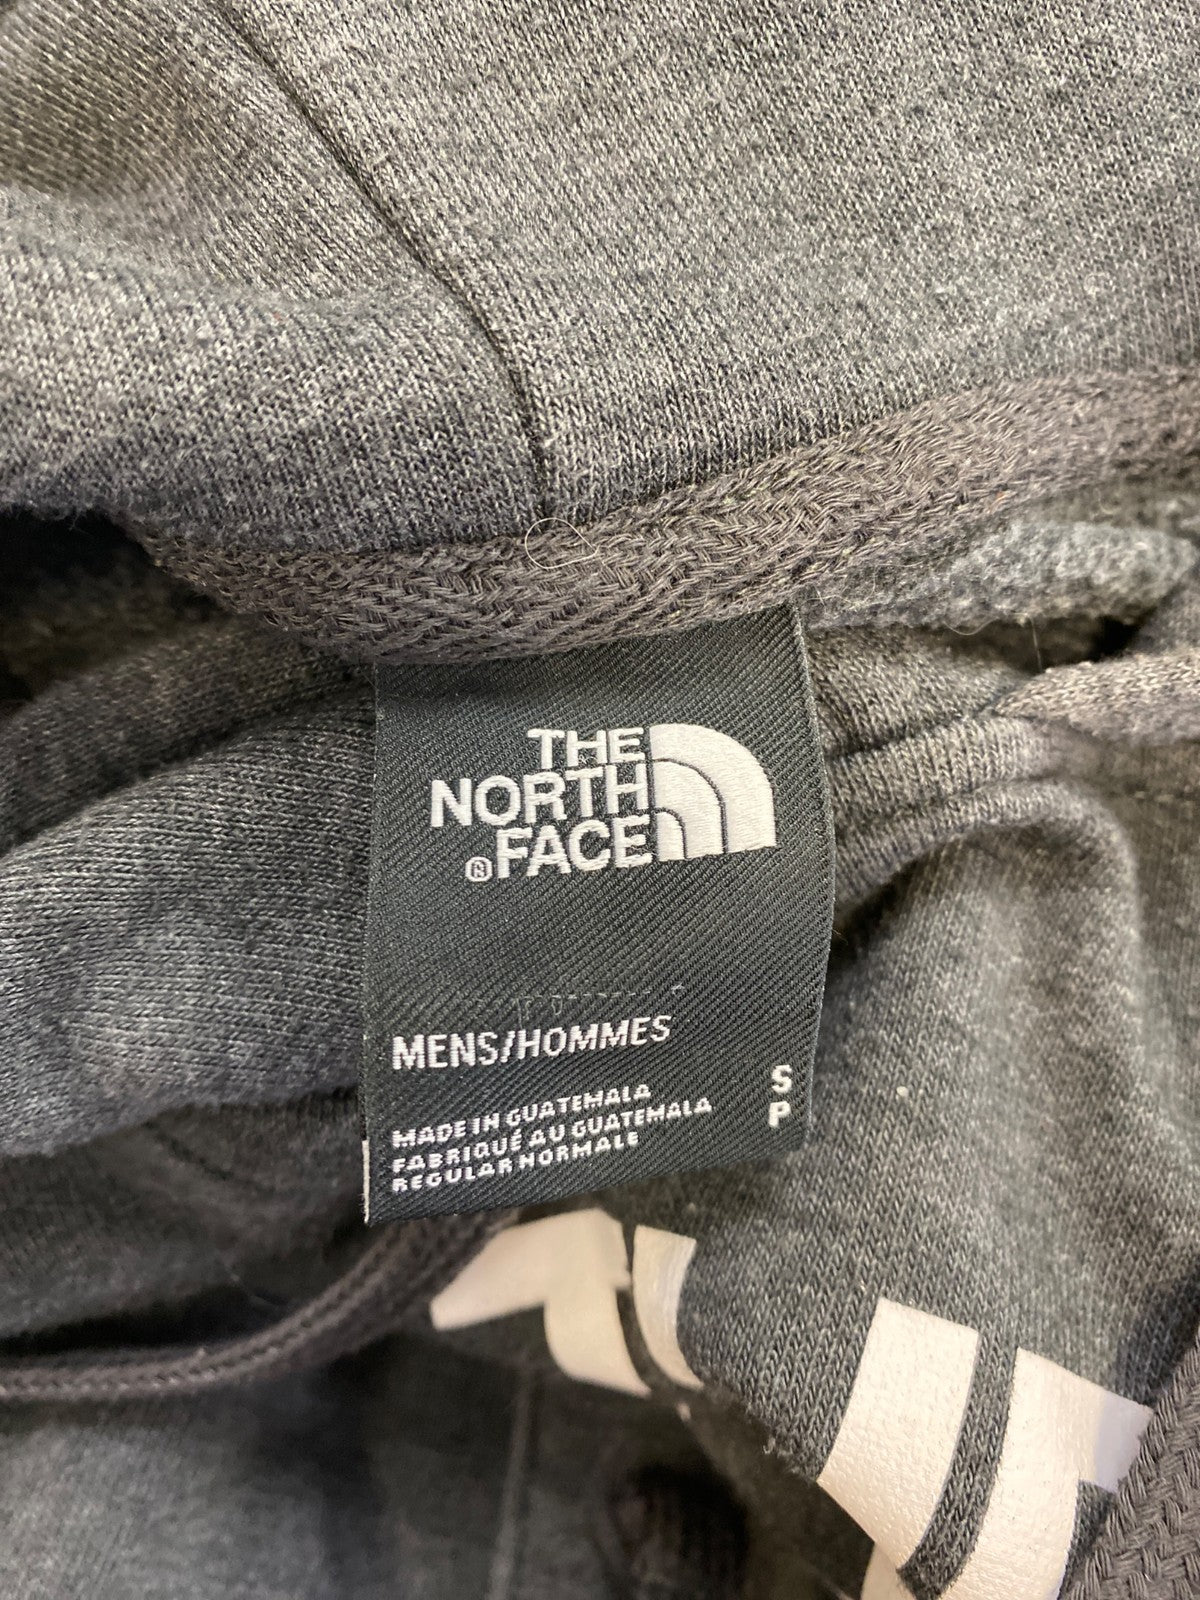 THE
NORTH
®FACE
MENS/HOMMES
S
P
MADE IN GUATEMALA
FABRIQUÉ AU GUATEMALA
REGULAR NORMALE